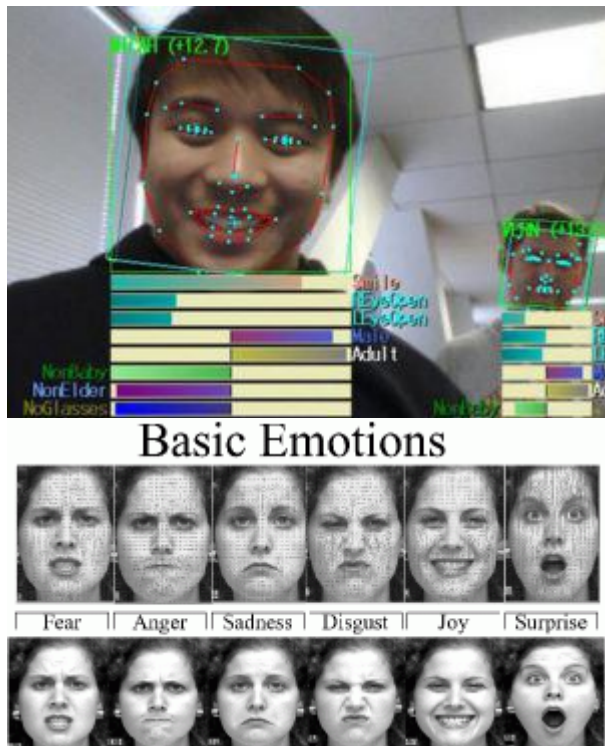 Smile
REyeOpen
LEyeOpen
Male
Adult
NonBaby
NonElder
NoGlasses
NonBaby
Basic Emotions
Fear Anger Sadness Disgust Joy Surprise